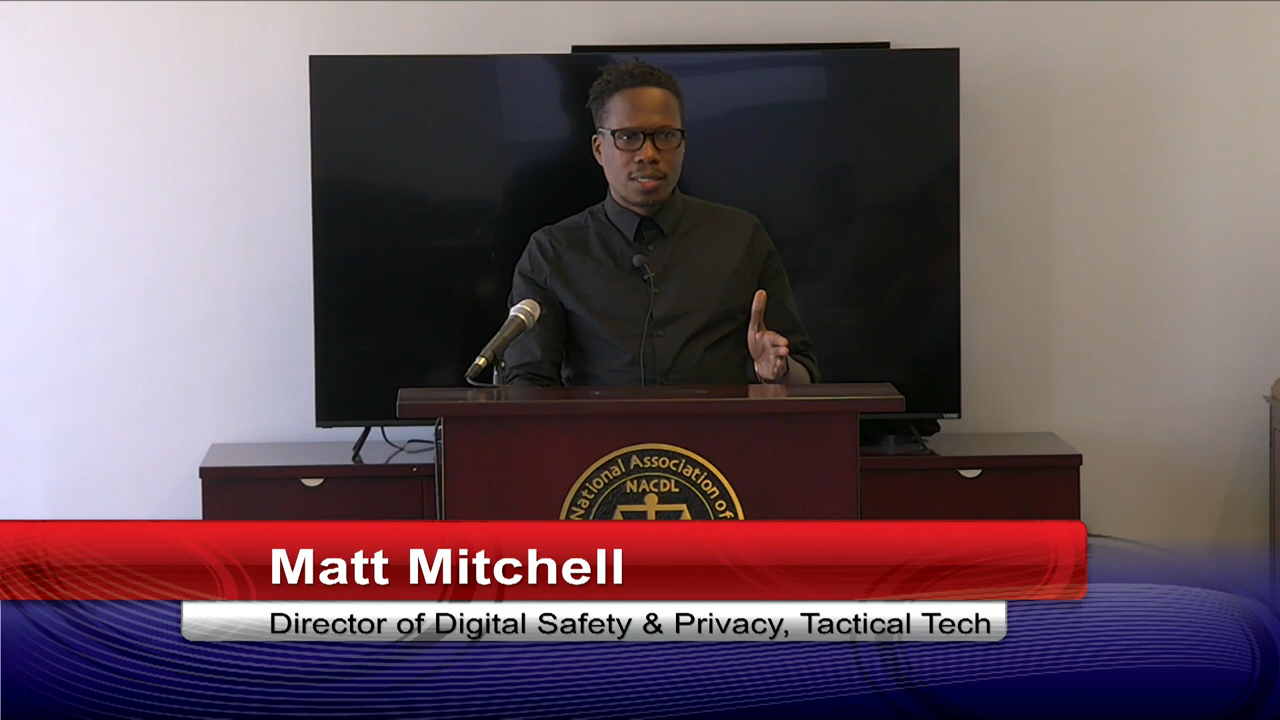 National Association of
NACDL
Matt Mitchell
Director of Digital Safety & Privacy, Tactical Tech